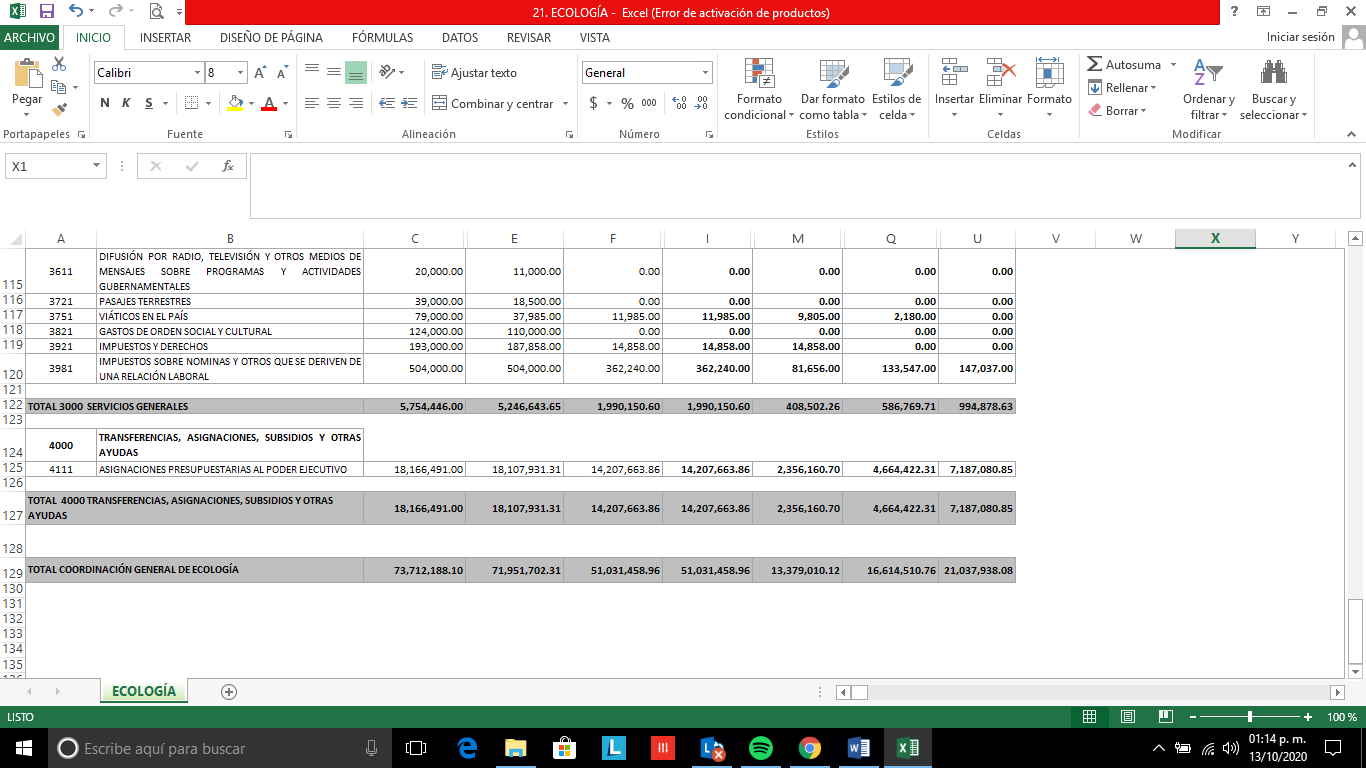 21. ECOLOGÍA - Excel (Error de activación de productos)
ARCHIVO INICIO INSERTAR DISEÑO DE PÁGINA FÓRMULAS DATOS REVISAR VISTA Iniciar sesión
Pegar
Calibri 8
N K S
Ajustar texto
Combinar y centrar
General
$ % 000
Formato condicional
Dar formato como tabla
Estilos de celda
Insertar Eliminar Formato
Autosuma
Rellenar
Borrar
Ordenar y filtrar
Buscar y seleccionar
Portapapeles Fuente Alineación Número Estilos Celdas Modificar
X1 fx
A B C E F I M Q U V W X Y
115 3611 DIFUSIÓN POR RADIO, TELEVISIÓN Y OTROS MEDIOS DE MENSAJES SOBRE PROGRAMAS Y ACTIVIDADES GUBERNAMENTALES 20,000.00 11,000.00 0.00 0.00 0.00 0.00 0.00
116 3721 PASAJES TERRESTRES 39,000.00 18,500.00 0.00 0.00 0.00 0.00 0.00
117 3751 VIÁTICOS EN EL PAÍS 79,000.00 37,985.00 11,985.00 11,985.00 9,805.00 2,180.00 0.00
118 3821 GASTOS DE ORDEN SOCIAL Y CULTURAL 124,000.00 110,000.00 0.00 0.00 0.00 0.00 0.00
119 3921 IMPUESTOS Y DERECHOS 193,000.00 187,858.00 14,858.00 14,858.00 14,858.00 0.00 0.00
120 3981 IMPUESTOS SOBRE NOMINAS Y OTROS QUE SE DERIVEN DE UNA RELACIÓN LABORAL 504,000.00 504,000.00 362,240.00 362,240.00 81,656.00 133,547.00 147,037.00
121
122 TOTAL 3000 SERVICIOS GENERALES 5,754,446.00 5,246,643.65 1,990,150.60 1,990,150.60 408,502.26 586,769.71 994,878.63
123
124 4000 TRANSFERENCIAS, ASIGNACIONES, SUBSIDIOS Y OTRAS AYUDAS
125 4111 ASIGNACIONES PRESUPUESTARIAS AL PODER EJECUTIVO 18,166,491.00 18,107,931.31 14,207,663.86 14,207,663.86 2,356,160.70 4,664,422.31 7,187,080.85
126
127 TOTAL 4000 TRANSFERENCIAS, ASIGNACIONES, SUBSIDIOS Y OTRAS AYUDAS 18,166,491.00 18,107,931.31 14,207,663.86 14,207,663.86 2,356,160.70 4,664,422.31 7,187,080.85
128
129 TOTAL COORDINACIÓN GENERAL DE ECOLOGÍA 73,712,188.10 71,951,702.31 51,031,458.96 51,031,458.96 13,379,010.12 16,614,510.76 21,037,938.08
130
131
132
133
134
135
ECOLOGÍA
LISTO 100 %
Escribe aquí para buscar
01:14 p. m.
13/10/2020